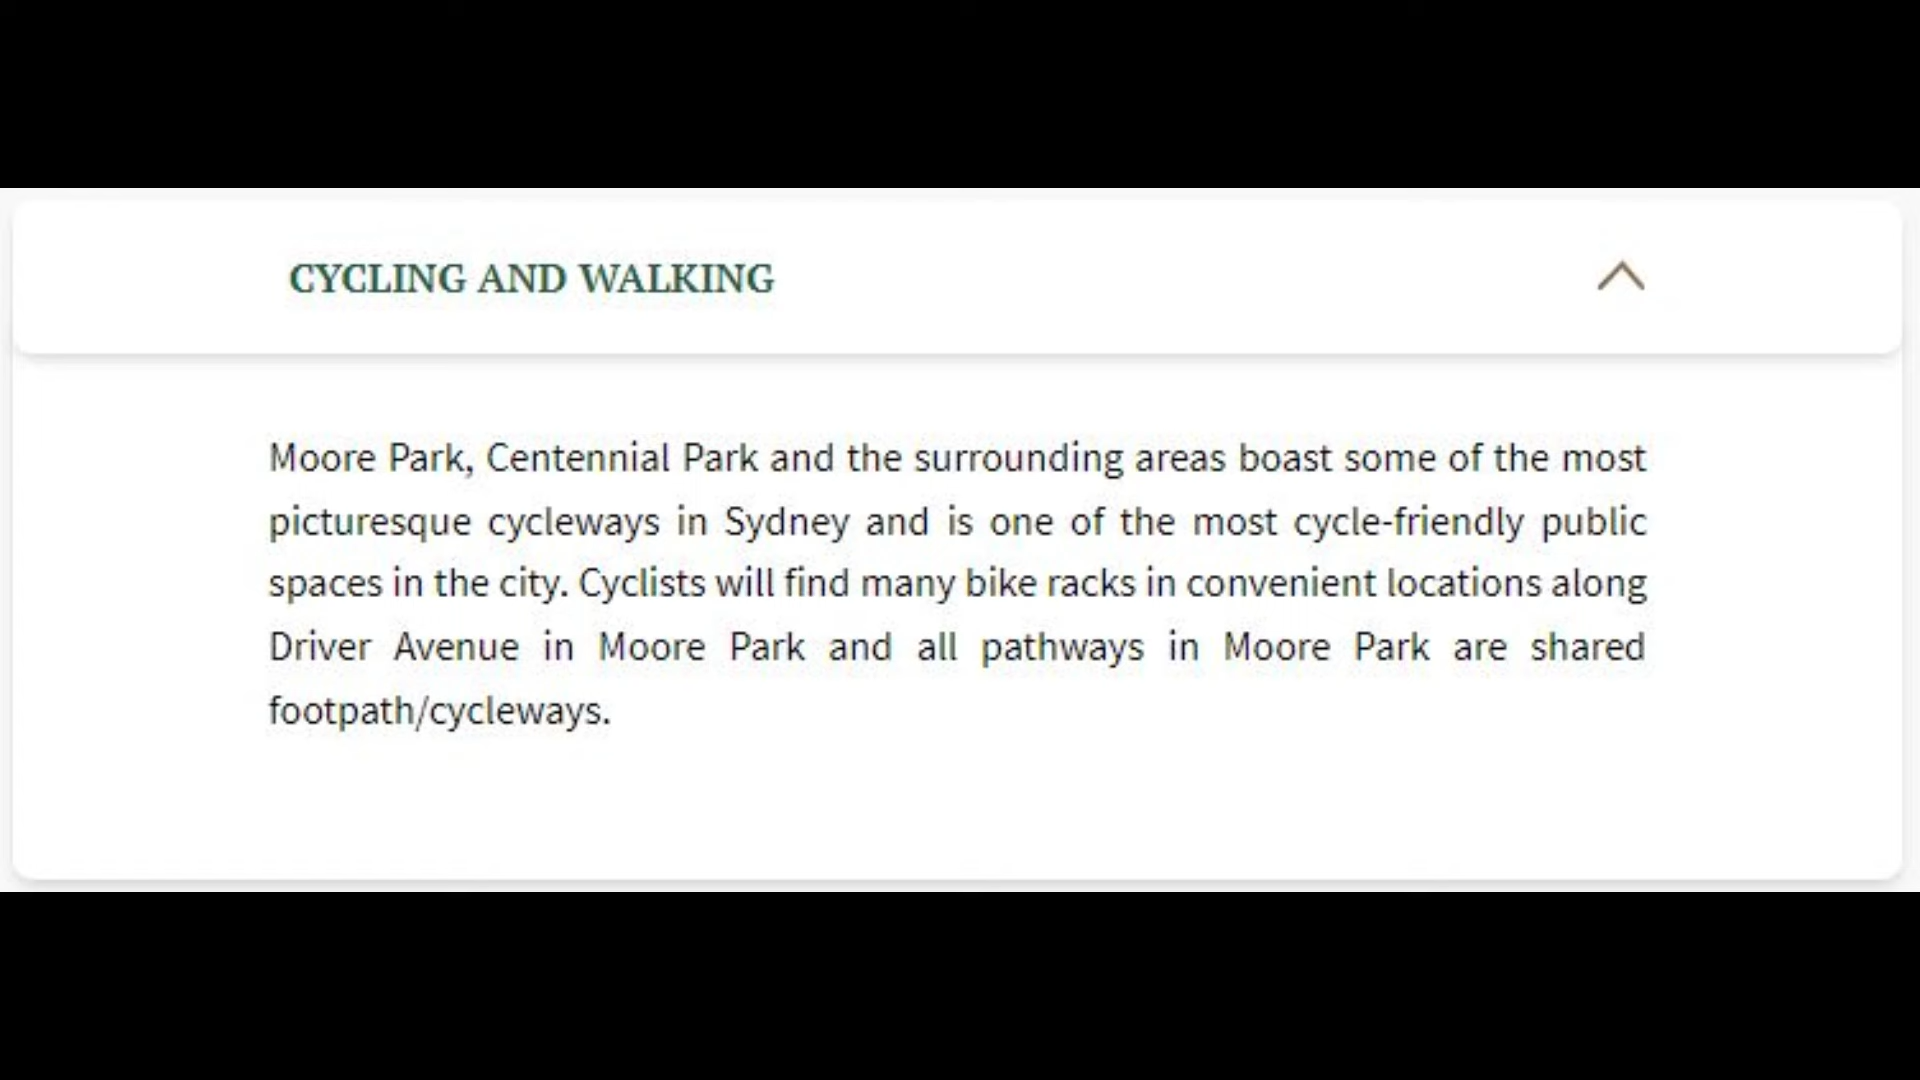 CYCLING AND WALKING
Moore Park, Centennial Park and the surrounding areas boast some of the most
picturesque cycleways in Sydney and is one of the most cycle-friendly public
spaces in the city. Cyclists will find many bike racks in convenient locations along
Driver Avenue in Moore Park and all pathways in Moore Park are shared
footpath/cycleways.